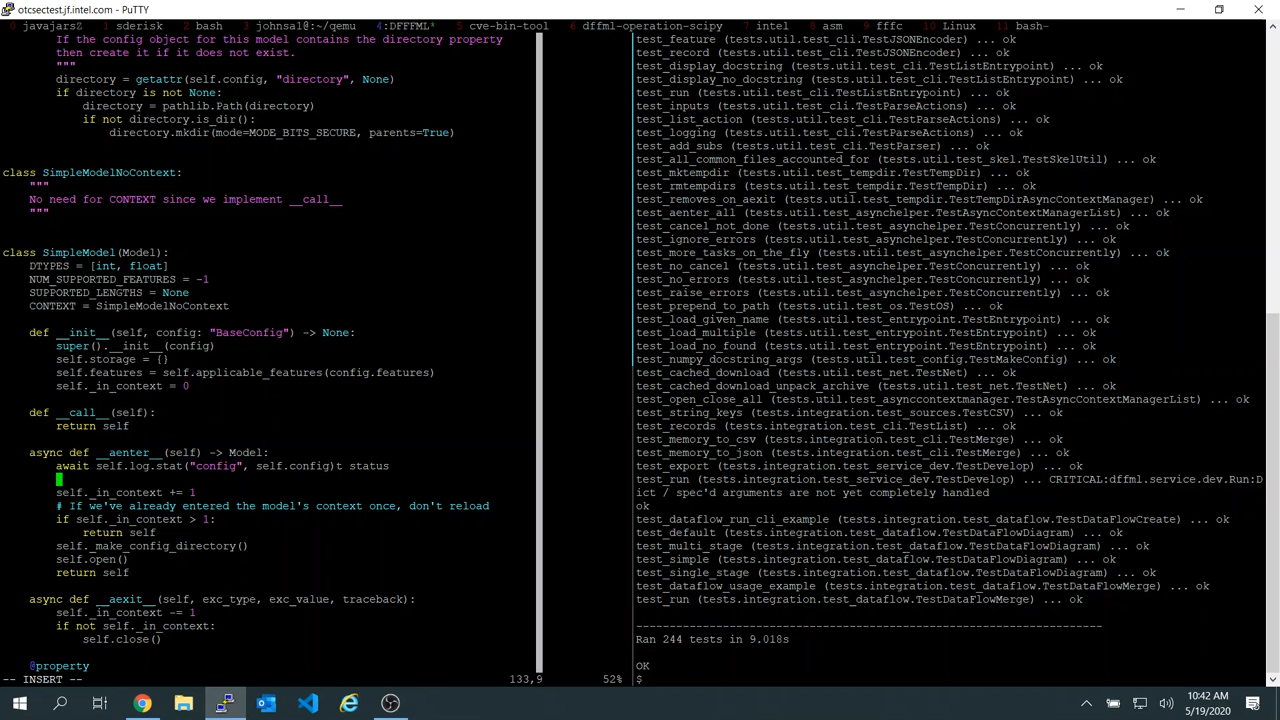 otcsectest.jf.intel.com - PuTTY
0 javajarsZ 1 sderisk 2 bash 3 johnsa1@:~/qemu 4:DFFFML* 5 cve-bin-tool 6 dffml-operation-scipy 7 intel 8 asm 9 fffc 10 Linux 11 bash-
If the config object for this model contains the directory property
then create it if it does not exist.
"""
directory = getattr(self.config, "directory", None)
if directory is not None:
directory = pathlib.Path(directory)
if not directory.is_dir():
directory.mkdir(mode=MODE_BITS_SECURE, parents=True)
class SimpleModelNoContext:
"""
No need for CONTEXT since we implement __call__
"""
class SimpleModel(Model):
DTYPES = [int, float]
NUM_SUPPORTED_FEATURES = -1
SUPPORTED_LENGTHS = None
CONTEXT = SimpleModelNoContext
def __init__(self, config: "BaseConfig") -> None:
super().__init__(config)
self.storage = {}
self.features = self.applicable_features(config.features)
self._in_context = 0
def __call__(self):
return self
async def __aenter__(self) -> Model:
await self.log.stat("config", self.config)t status
self._in_context += 1
# If we've already entered the model's context once, don't reload
if self._in_context > 1:
return self
self._make_config_directory()
self.open()
return self
async def __aexit__(self, exc_type, exc_value, traceback):
self._in_context -= 1
if not self._in_context:
self.close()
@property
-- INSERT -- 133,9 52%
test_feature (tests.util.test_cli.TestJSONEncoder) ... ok
test_record (tests.util.test_cli.TestJSONEncoder) ... ok
test_display_docstring (tests.util.test_cli.TestListEntrypoint) ... ok
test_display_no_docstring (tests.util.test_cli.TestListEntrypoint) ... ok
test_run (tests.util.test_cli.TestListEntrypoint) ... ok
test_inputs (tests.util.test_cli.TestParseActions) ... ok
test_list_action (tests.util.test_cli.TestParseActions) ... ok
test_logging (tests.util.test_cli.TestParseActions) ... ok
test_add_subs (tests.util.test_cli.TestParser) ... ok
test_all_common_files_accounted_for (tests.util.test_skel.TestSkelUtil) ... ok
test_mktempdir (tests.util.test_tempdir.TestTempDir) ... ok
test_rmtempdirs (tests.util.test_tempdir.TestTempDir) ... ok
test_removes_on_aexit (tests.util.test_tempdir.TestTempDirAsyncContextManager) ... ok
test_aenter_all (tests.util.test_asynchelper.TestAsyncContextManagerList) ... ok
test_cancel_not_done (tests.util.test_asynchelper.TestConcurrently) ... ok
test_ignore_errors (tests.util.test_asynchelper.TestConcurrently) ... ok
test_more_tasks_on_the_fly (tests.util.test_asynchelper.TestConcurrently) ... ok
test_no_cancel (tests.util.test_asynchelper.TestConcurrently) ... ok
test_no_errors (tests.util.test_asynchelper.TestConcurrently) ... ok
test_raise_errors (tests.util.test_asynchelper.TestConcurrently) ... ok
test_prepend_to_path (tests.util.test_os.TestOS) ... ok
test_load_given_name (tests.util.test_entrypoint.TestEntrypoint) ... ok
test_load_multiple (tests.util.test_entrypoint.TestEntrypoint) ... ok
test_load_no_found (tests.util.test_entrypoint.TestEntrypoint) ... ok
test_numpy_docstring_args (tests.util.test_config.TestMakeConfig) ... ok
test_cached_download (tests.util.test_net.TestNet) ... ok
test_cached_download_unpack_archive (tests.util.test_net.TestNet) ... ok
test_open_close_all (tests.util.test_asynccontextmanager.TestAsyncContextManagerList) ... ok
test_string_keys (tests.integration.test_sources.TestCSV) ... ok
test_records (tests.integration.test_cli.TestList) ... ok
test_memory_to_csv (tests.integration.test_cli.TestMerge) ... ok
test_memory_to_json (tests.integration.test_cli.TestMerge) ... ok
test_export (tests.integration.test_service_dev.TestDevelop) ... ok
test_run (tests.integration.test_service_dev.TestDevelop) ... CRITICAL:dffml.service.dev.Run:D
ict / spec'd arguments are not yet completely handled
ok
test_dataflow_run_cli_example (tests.integration.test_dataflow.TestDataFlowCreate) ... ok
test_default (tests.integration.test_dataflow.TestDataFlowDiagram) ... ok
test_multi_stage (tests.integration.test_dataflow.TestDataFlowDiagram) ... ok
test_simple (tests.integration.test_dataflow.TestDataFlowDiagram) ... ok
test_single_stage (tests.integration.test_dataflow.TestDataFlowDiagram) ... ok
test_dataflow_usage_example (tests.integration.test_dataflow.TestDataFlowMerge) ... ok
test_run (tests.integration.test_dataflow.TestDataFlowMerge) ... ok
----------------------------------------------------------------------
Ran 244 tests in 9.018s
OK
$
10:42 AM
5/19/2020